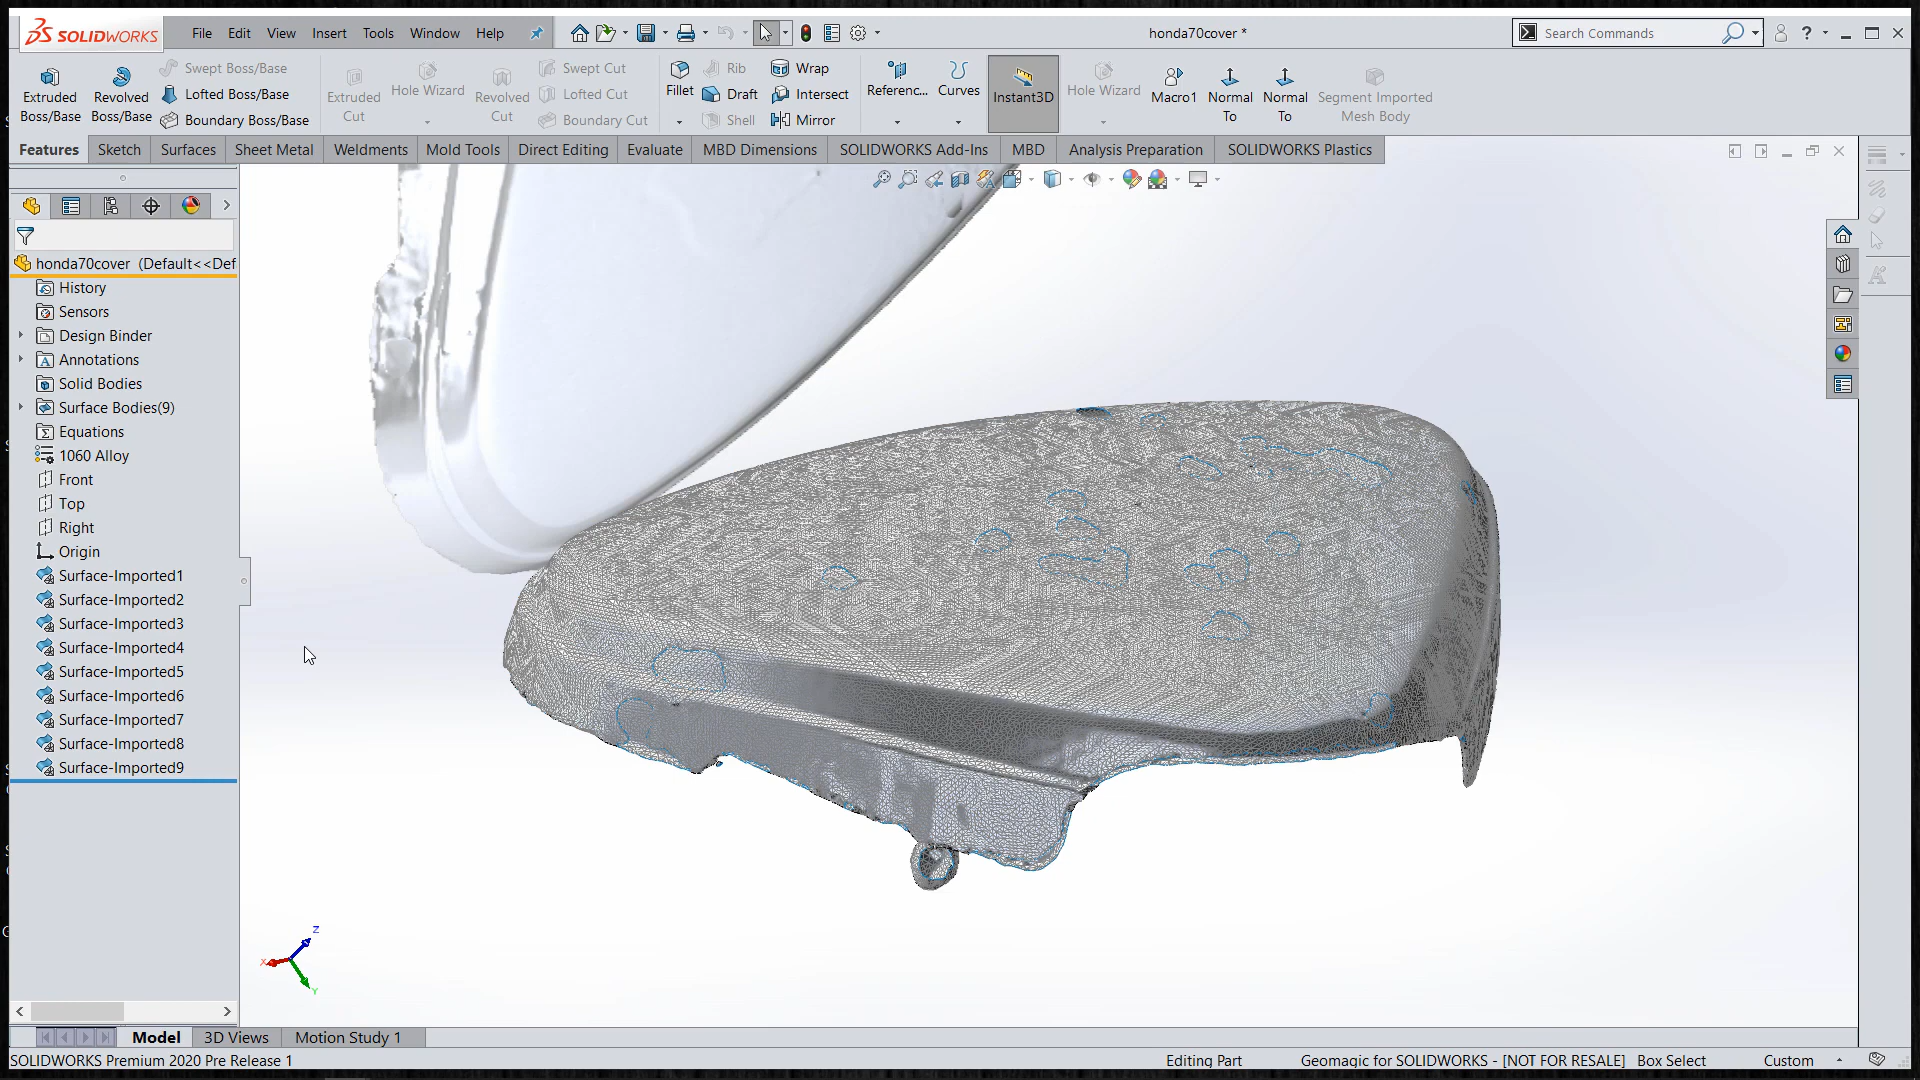 SOLIDWORKS File Edit View Insert Tools Window Help honda70cover * Search Commands ?
Extruded Boss/Base
Revolved Boss/Base
Swept Boss/Base
Lofted Boss/Base
Boundary Boss/Base
Extruded Cut
Hole Wizard
Revolved Cut
Swept Cut
Lofted Cut
Boundary Cut
Fillet
Rib
Draft
Shell
Wrap
Intersect
Mirror
Referenc...
Curves
Instant3D
Hole Wizard
Macro1
Normal To
Normal To
Segment Imported Mesh Body
Features Sketch Surfaces Sheet Metal Weldments Mold Tools Direct Editing Evaluate MBD Dimensions SOLIDWORKS Add-Ins MBD Analysis Preparation SOLIDWORKS Plastics
honda70cover (Default<<Def
History
Sensors
Design Binder
Annotations
Solid Bodies
Surface Bodies(9)
Equations
1060 Alloy
Front
Top
Right
Origin
Surface-Imported1
Surface-Imported2
Surface-Imported3
Surface-Imported4
Surface-Imported5
Surface-Imported6
Surface-Imported7
Surface-Imported8
Surface-Imported9
Z
X
Y
Model 3D Views Motion Study 1
SOLIDWORKS Premium 2020 Pre Release 1 Editing Part Geomagic for SOLIDWORKS - [NOT FOR RESALE] Box Select Custom